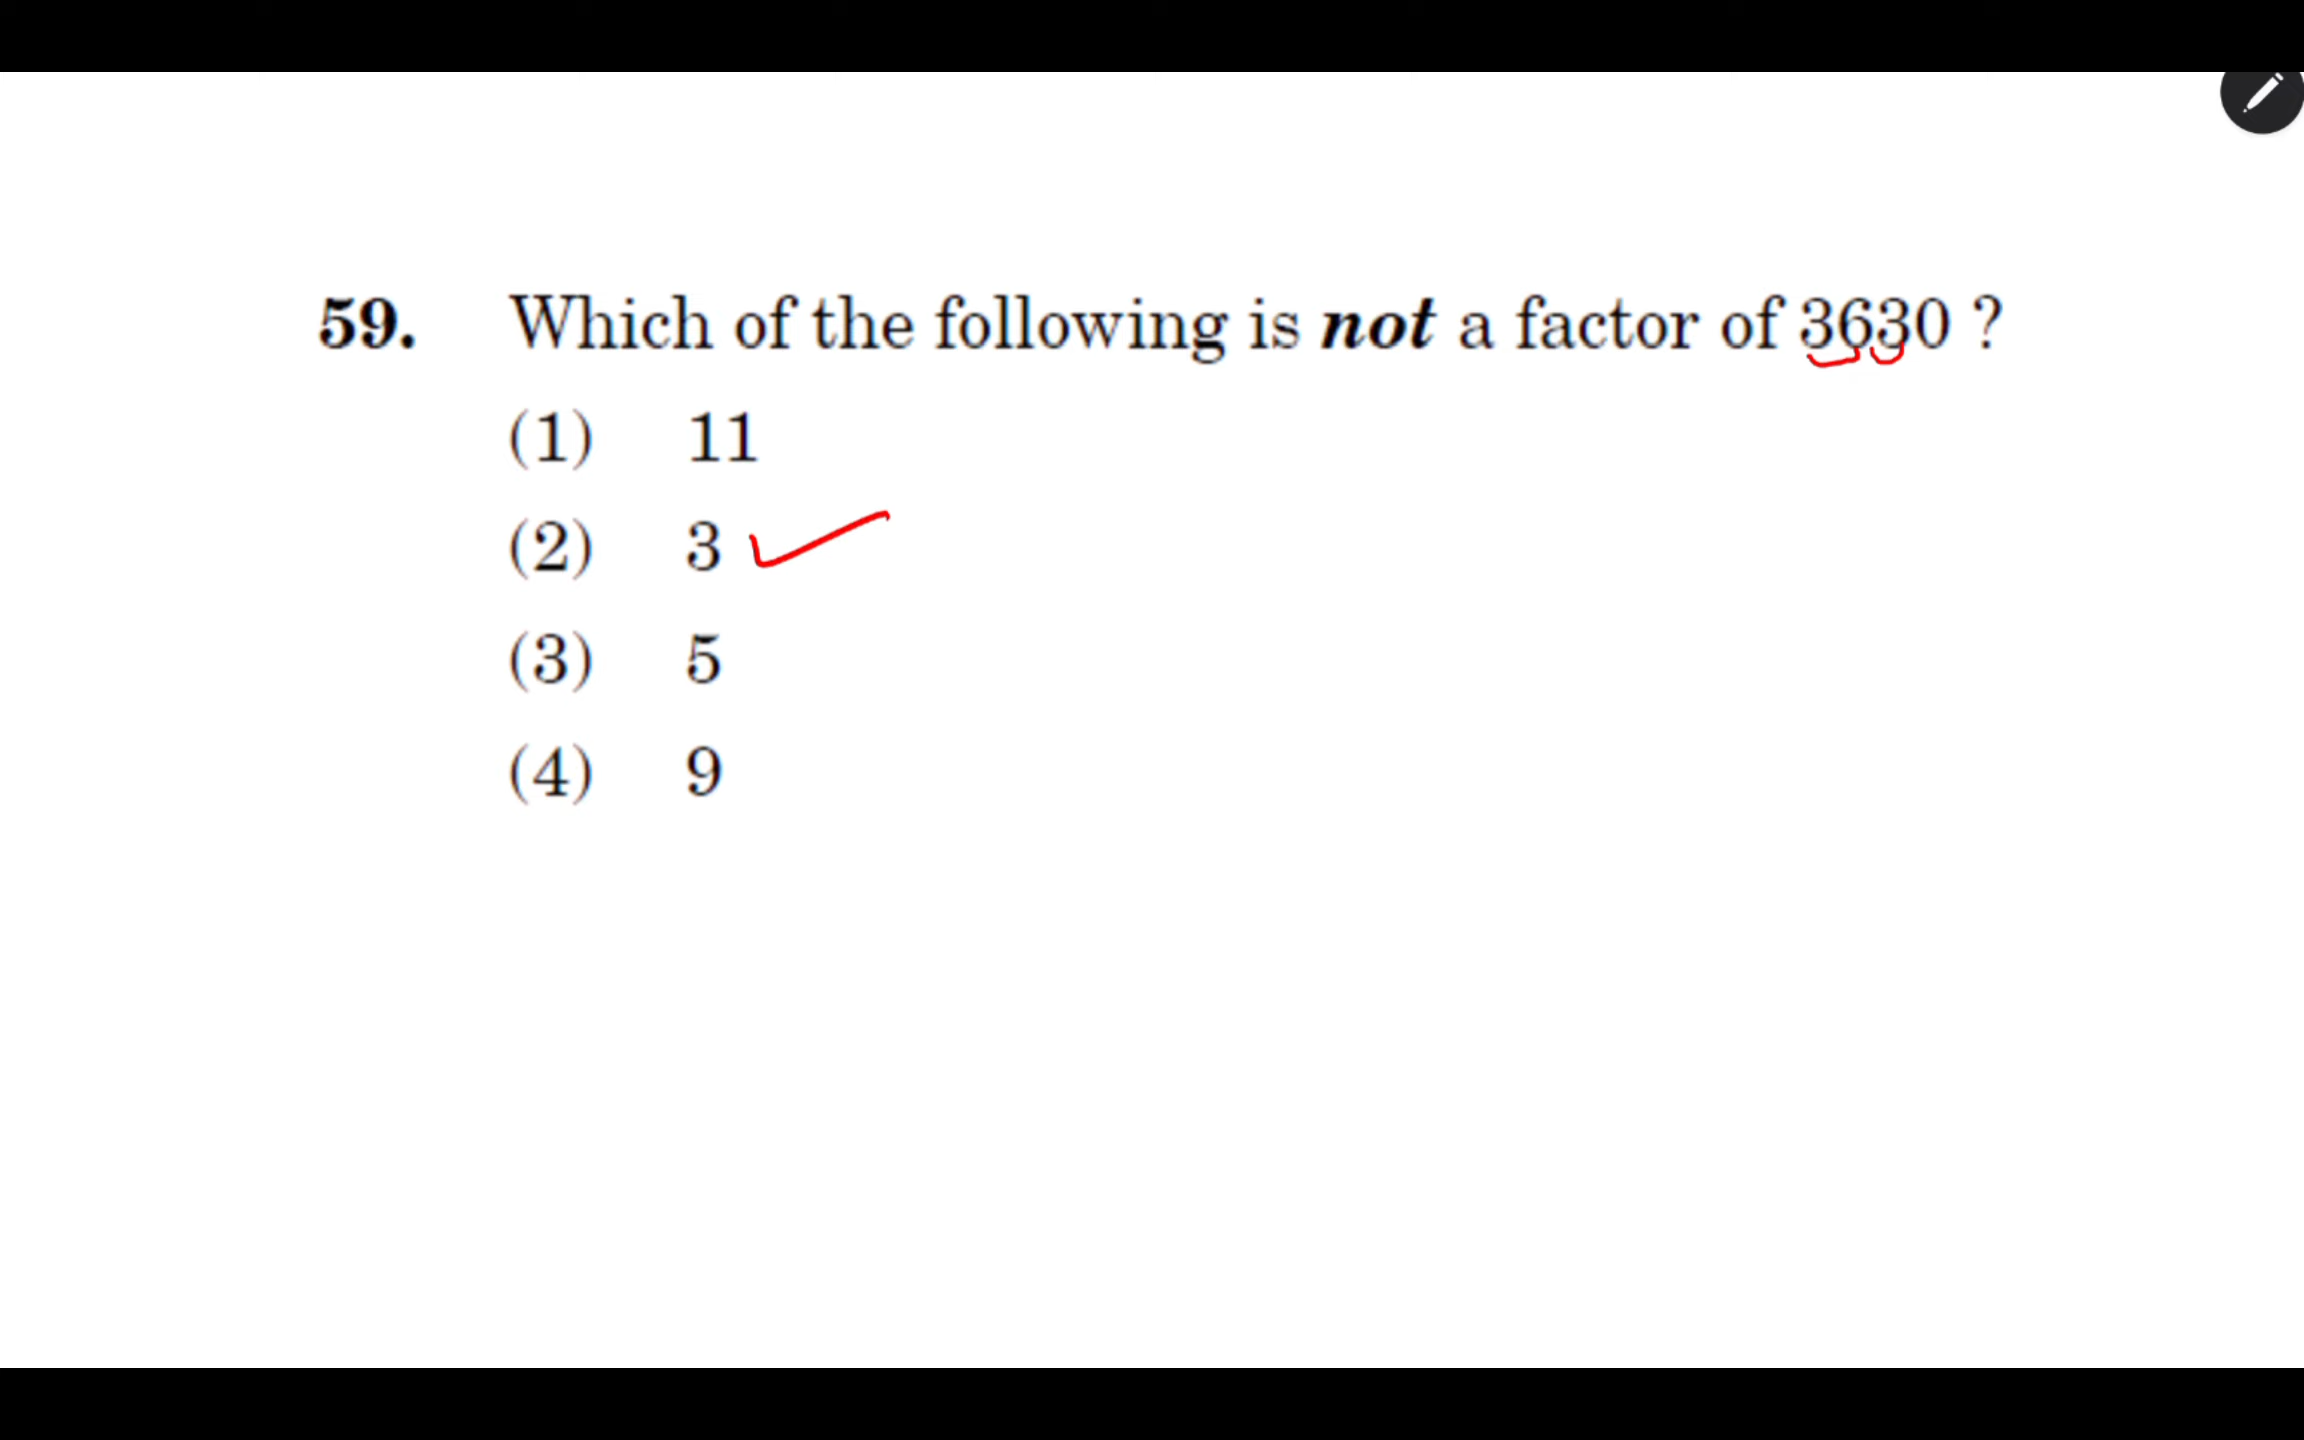 59. Which of the following is not a factor of 3630 ?
(1) 11
(2) 3
(3) 5
(4) 9